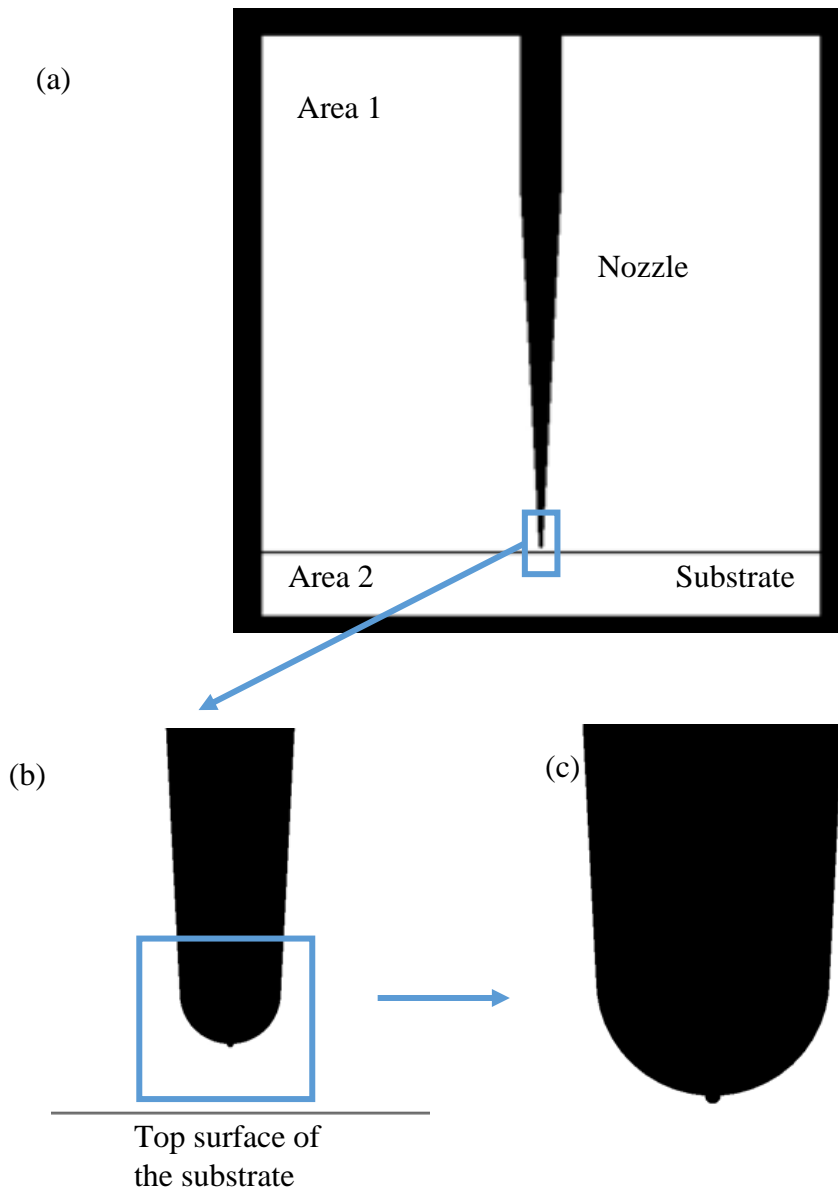 (a)
Area 1
Nozzle
Area 2
Substrate
(b)
(c)
Top surface of
the substrate